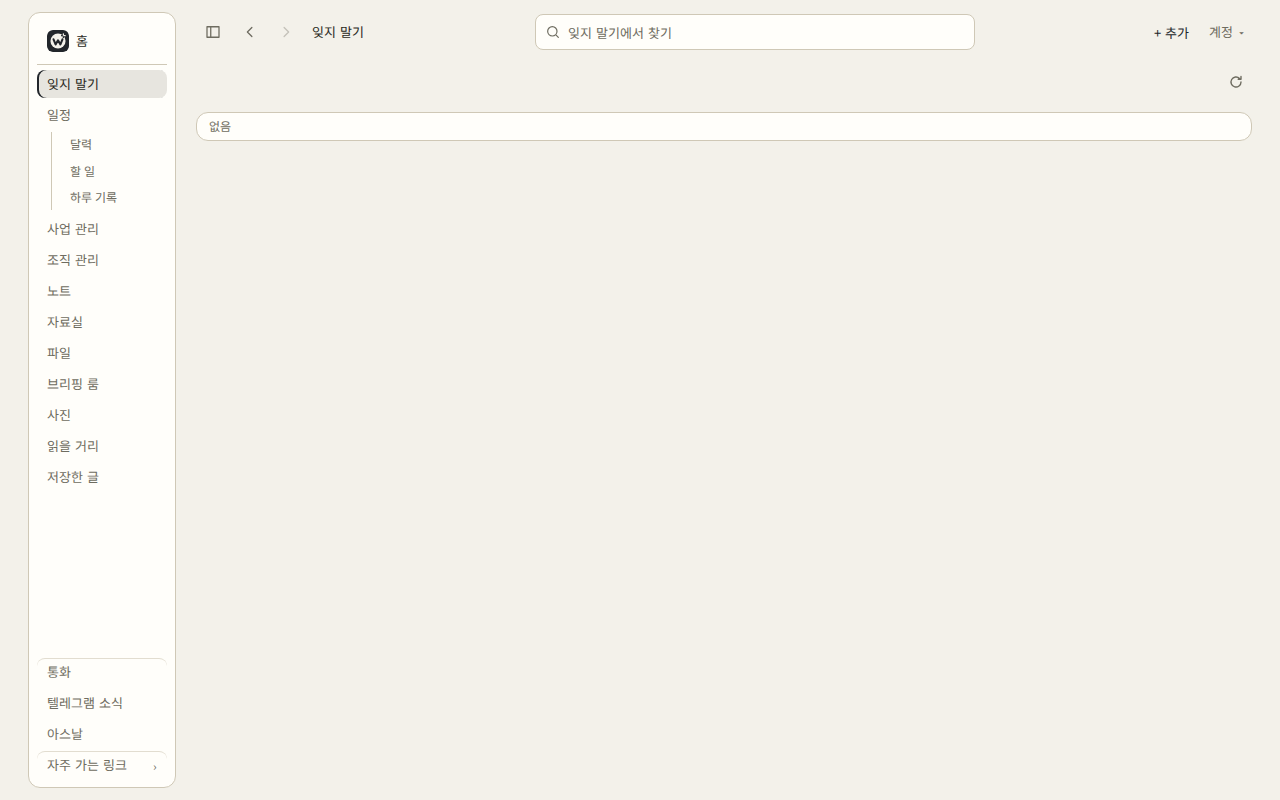 홈
잊지 말기
일정
달력
할 일
하루 기록
사업 관리
조직 관리
노트
자료실
파일
브리핑 룸
사진
읽을 거리
저장한 글
통화
텔레그램 소식
아스날
자주 가는 링크
잊지 말기
잊지 말기에서 찾기
+ 추가
계정
없음